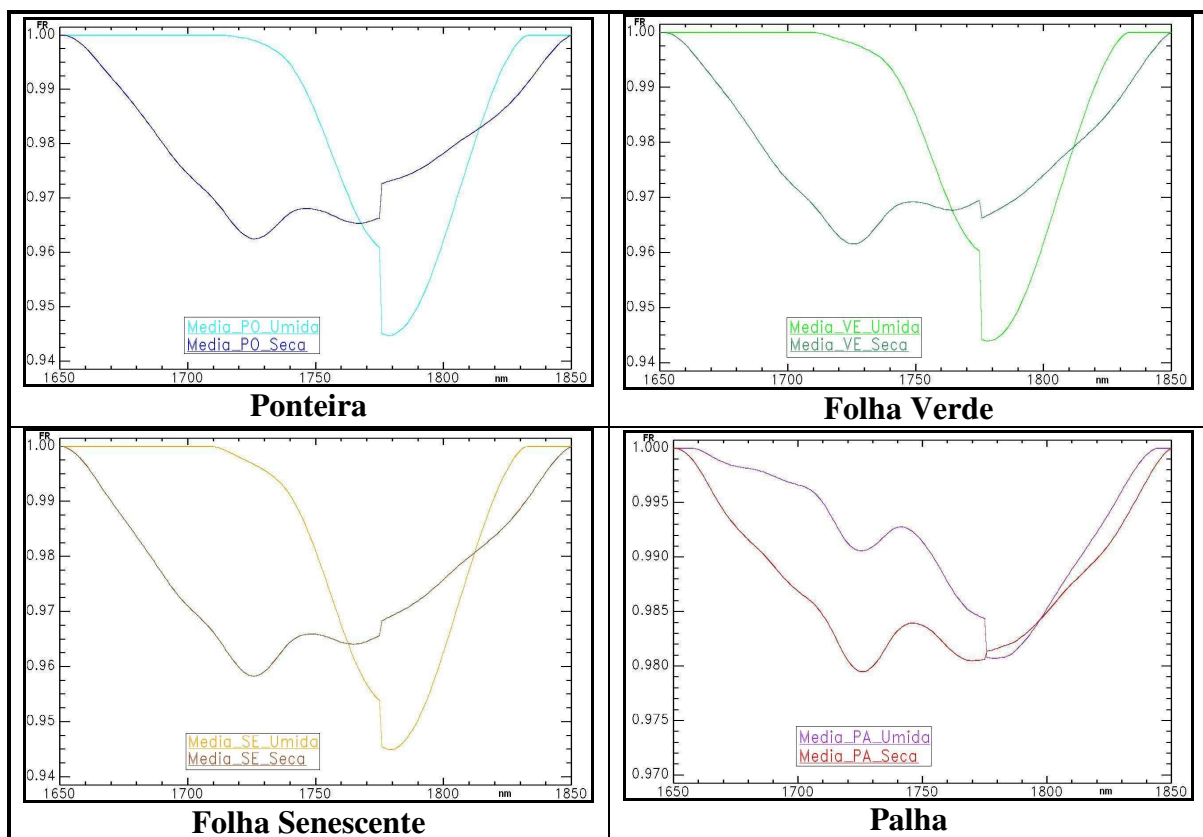 FR
1.00
0.99
0.98
0.97
0.96
0.95
0.94
Media_PO_Umida
Media_PO_Seca
1650 1700 1750 1800 nm 1850
Ponteira
FR
1.00
0.99
0.98
0.97
0.96
0.95
0.94
Media_VE_Umida
Media_VE_Seca
1650 1700 1750 1800 nm 1850
Folha Verde
FR
1.00
0.99
0.98
0.97
0.96
0.95
0.94
Media_SE_Umida
Media_SE_Seca
1650 1700 1750 1800 nm 1850
Folha Senescente
FR
1.000
0.995
0.990
0.985
0.980
0.975
0.970
Media_PA_Umida
Media_PA_Seca
1650 1700 1750 1800 nm 1850
Palha